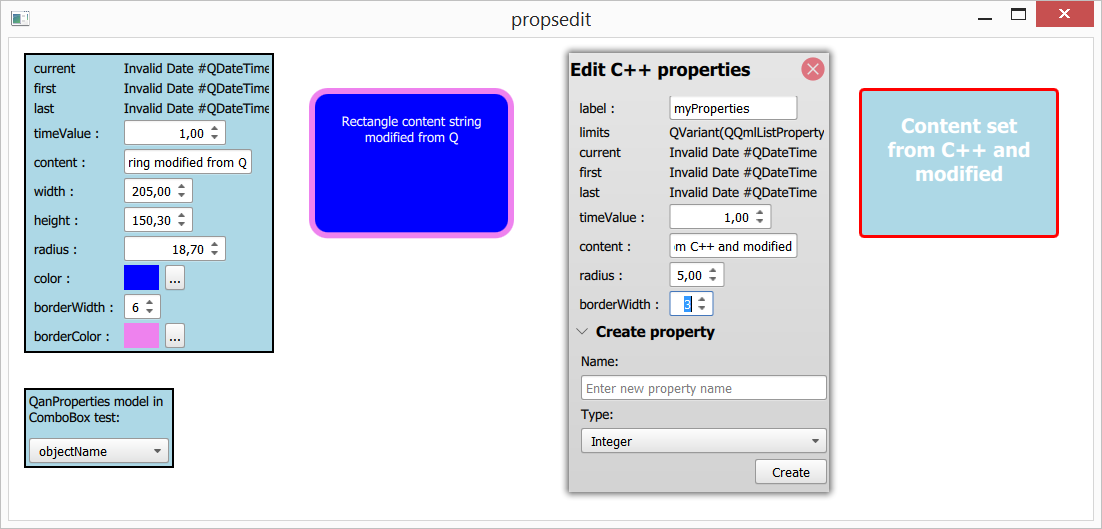 propsedit
current Invalid Date #QDateTime
first Invalid Date #QDateTime
last Invalid Date #QDateTime
timeValue : 1,00
content : ring modified from Q
width : 205,00
height : 150,30
radius : 18,70
color : ...
borderWidth : 6
borderColor : ...
QanProperties model in
ComboBox test:
objectName
Rectangle content string
modified from Q
Edit C++ properties
label : myProperties
limits QVariant(QQmlListProperty
current Invalid Date #QDateTime
first Invalid Date #QDateTime
last Invalid Date #QDateTime
timeValue : 1,00
content : om C++ and modified
radius : 5,00
borderWidth : 3
Create property
Name:
Enter new property name
Type:
Integer
Create
Content set
from C++ and
modified